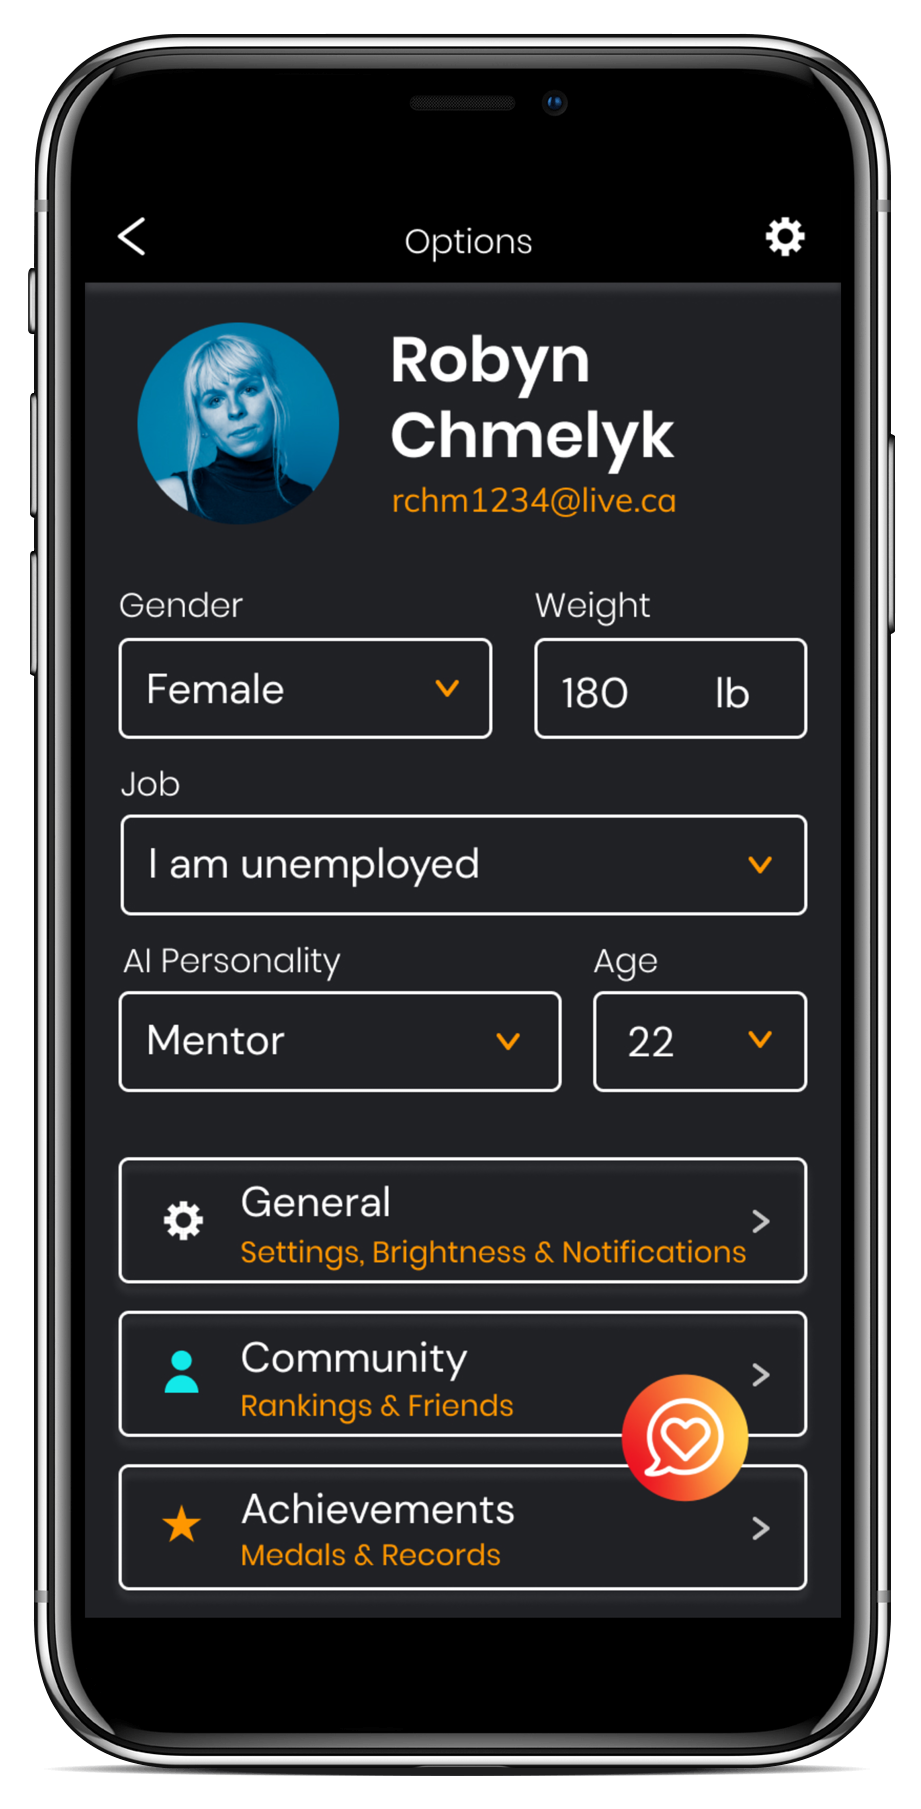 Options
Robyn
Chmelyk
rchm1234@live.ca
Gender
Weight
Female
180 lb
Job
I am unemployed
AI Personality
Age
Mentor
22
General
Settings, Brightness & Notifications
Community
Rankings & Friends
Achievements
Medals & Records